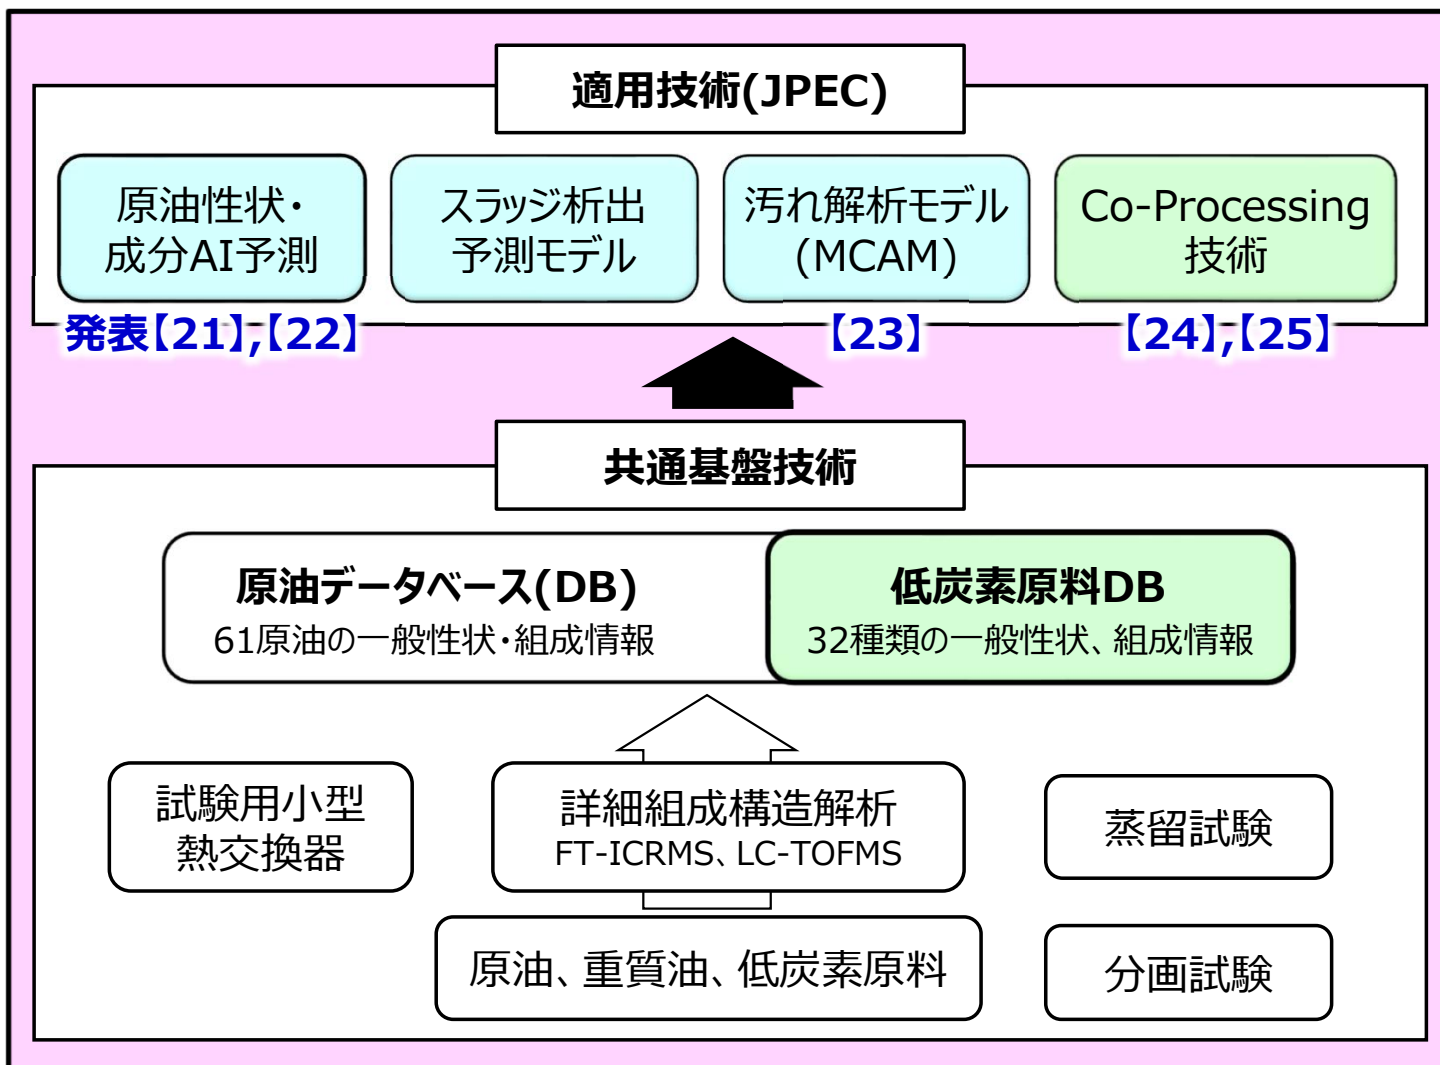 適用技術(JPEC)
原油性状・
成分AI予測
スラッジ析出
予測モデル
汚れ解析モデル
(MCAM)
Co-Processing
技術
発表【21】,【22】
【23】
【24】,【25】
共通基盤技術
原油データベース(DB)
61原油の一般性状・組成情報
低炭素原料DB
32種類の一般性状、組成情報
試験用小型
熱交換器
詳細組成構造解析
FT-ICRMS、LC-TOFMS
蒸留試験
原油、重質油、低炭素原料
分画試験